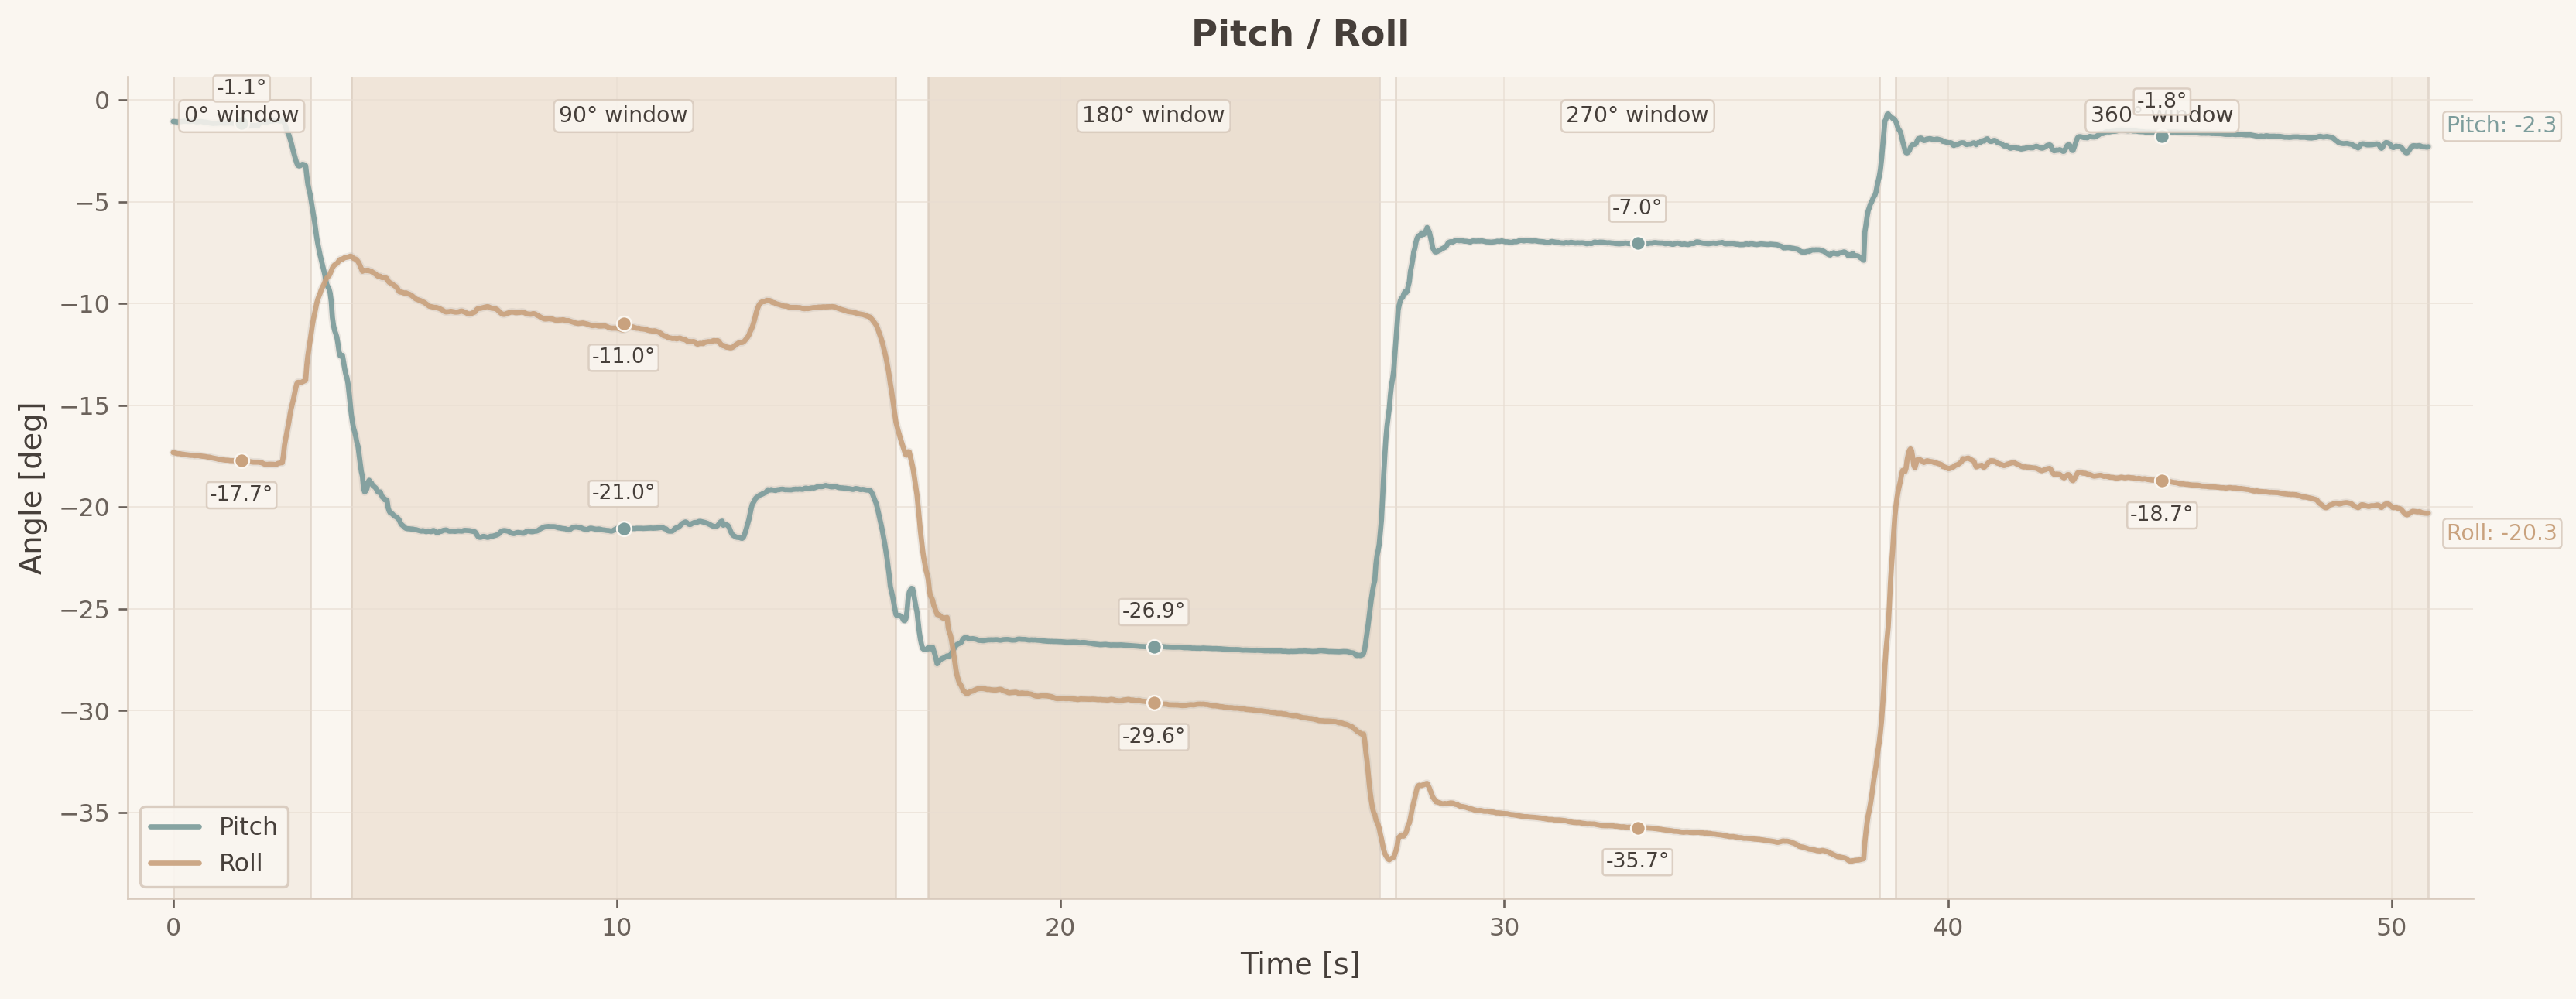 Pitch / Roll
-1.1°
0° window
90° window
180° window
270° window
-1.8°
360° window
Pitch: -2.3
-7.0°
-11.0°
-17.7°
-21.0°
-18.7°
Roll: -20.3
-26.9°
-29.6°
-35.7°
0
−5
−10
−15
−20
−25
−30
−35
Angle [deg]
Pitch
Roll
0
10
20
30
40
50
Time [s]